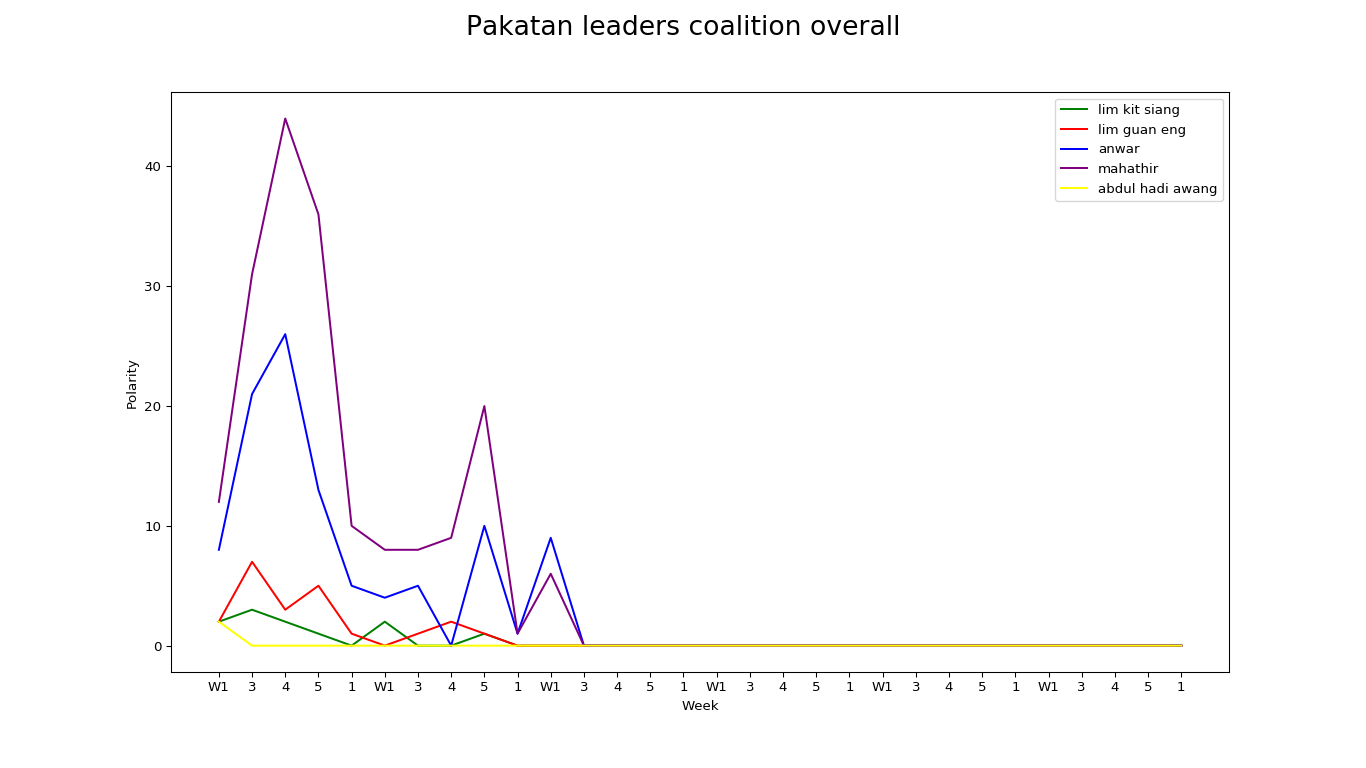 Pakatan leaders coalition overall
lim kit siang
lim guan eng
anwar
mahathir
abdul hadi awang
40
30
20
10
0
Polarity
W1 3 4 5 1 W1 3 4 5 1 W1 3 4 5 1 W1 3 4 5 1 W1 3 4 5 1 W1 3 4 5 1
Week